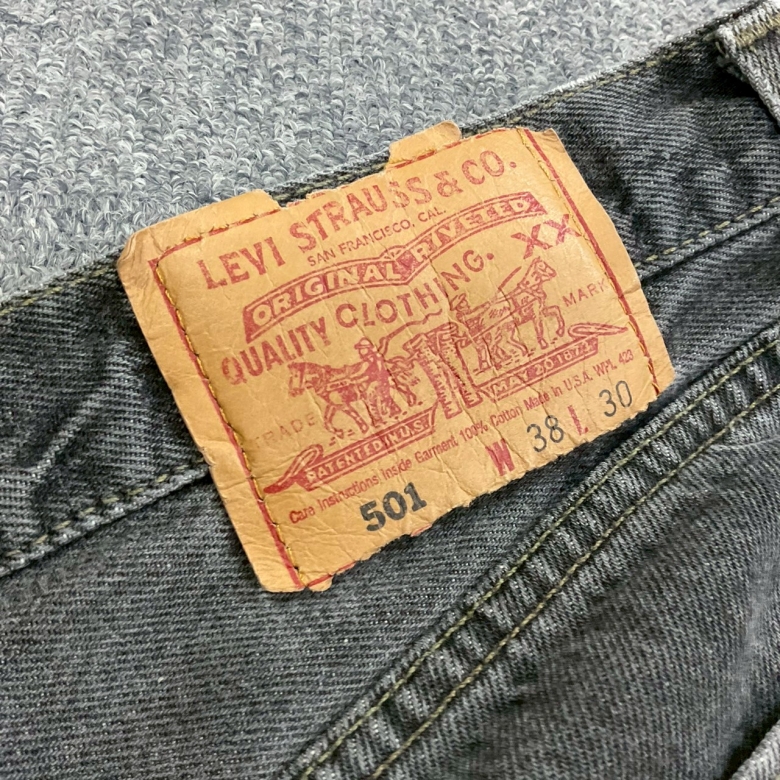 LEVI STRAUSS & CO.
SAN FRANCISCO, CAL.
ORIGINAL RIVETED
QUALITY CLOTHING. XX
TRADE MARK
PATENTED IN U.S. MAY 20 1873
Care Instructions Inside Garment 100% Cotton Made in U.S.A. WPL 423
501 W 38 L 30